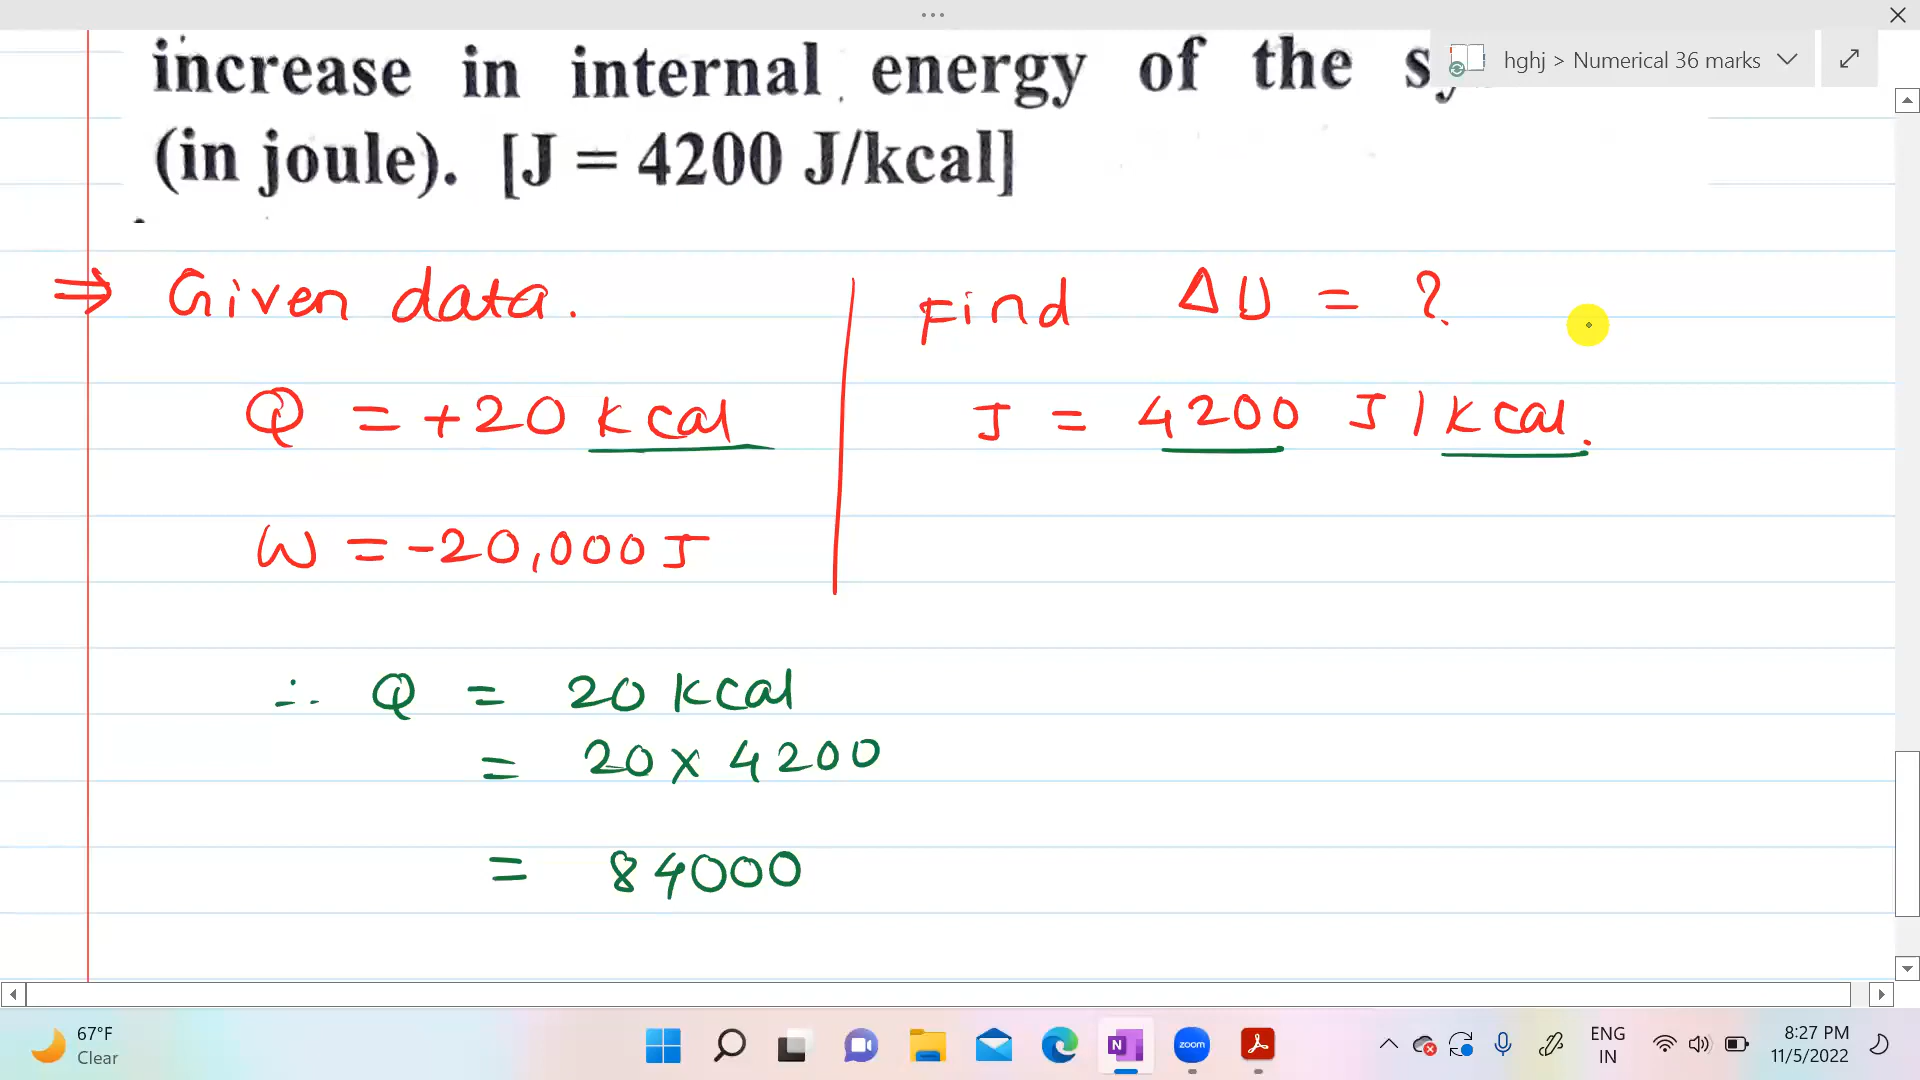 increase in internal energy of the
(in joule). [J = 4200 J/kcal]
hghj > Numerical 36 marks
⇒ Given data.
Find ΔU = ?
Q = +20 kcal
J = 4200 J/kcal.
W = -20,000 J
∴ Q = 20 kcal
= 20 x 4200
= 84000
67°F
Clear
zoom
ENG
IN
8:27 PM
11/5/2022